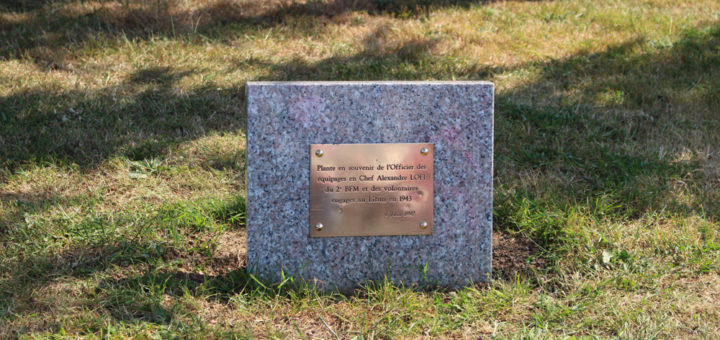 Plante en souvenir de l'Officier des
équipages en Chef Alexandre LOFI
du 2e BFM et des volontaires
engagés au Liban en 1943